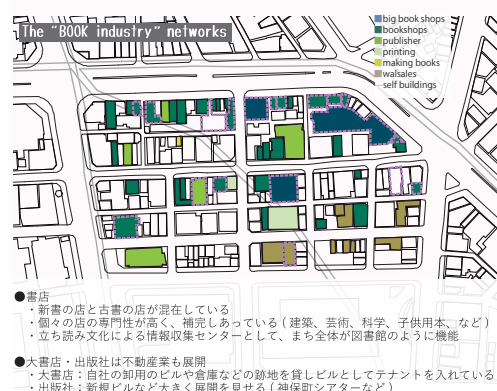 The "BOOK industry" networks
big book shops
bookshops
publisher
printing
making books
walsales
self buildings
●書店
・新書の店と古書の店が混在している
・個々の店の専門性が高く、補完しあっている ( 建築、芸術、科学、子供用本、など )
・立ち読み文化による情報収集センターとして、まち全体が図書館のように機能
●大書店・出版社は不動産業も展開
・大書店：自社の卸用のビルや倉庫などの跡地を貸しビルとしてテナントを入れている
・出版社：新規ビルなど大きく展開を見せる ( 神保町シアターなど )